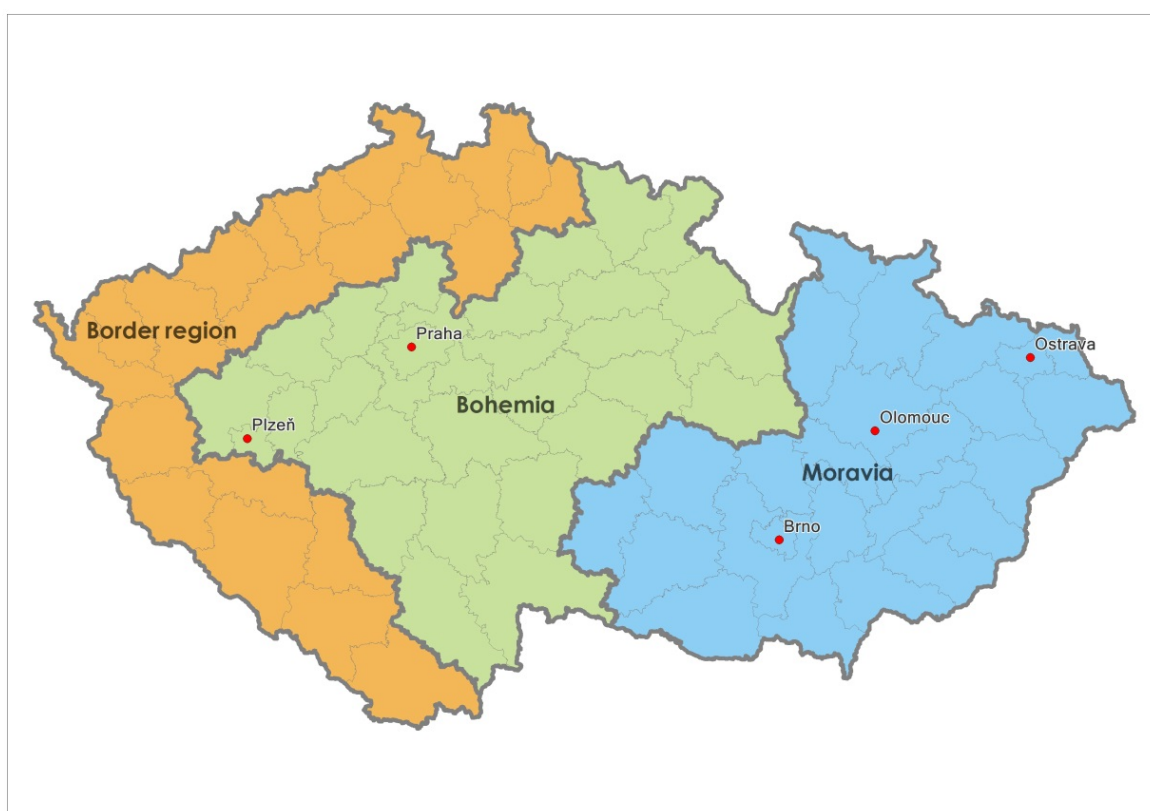 Border region
Praha
Ostrava
Bohemia
Plzeň
Olomouc
Moravia
Brno